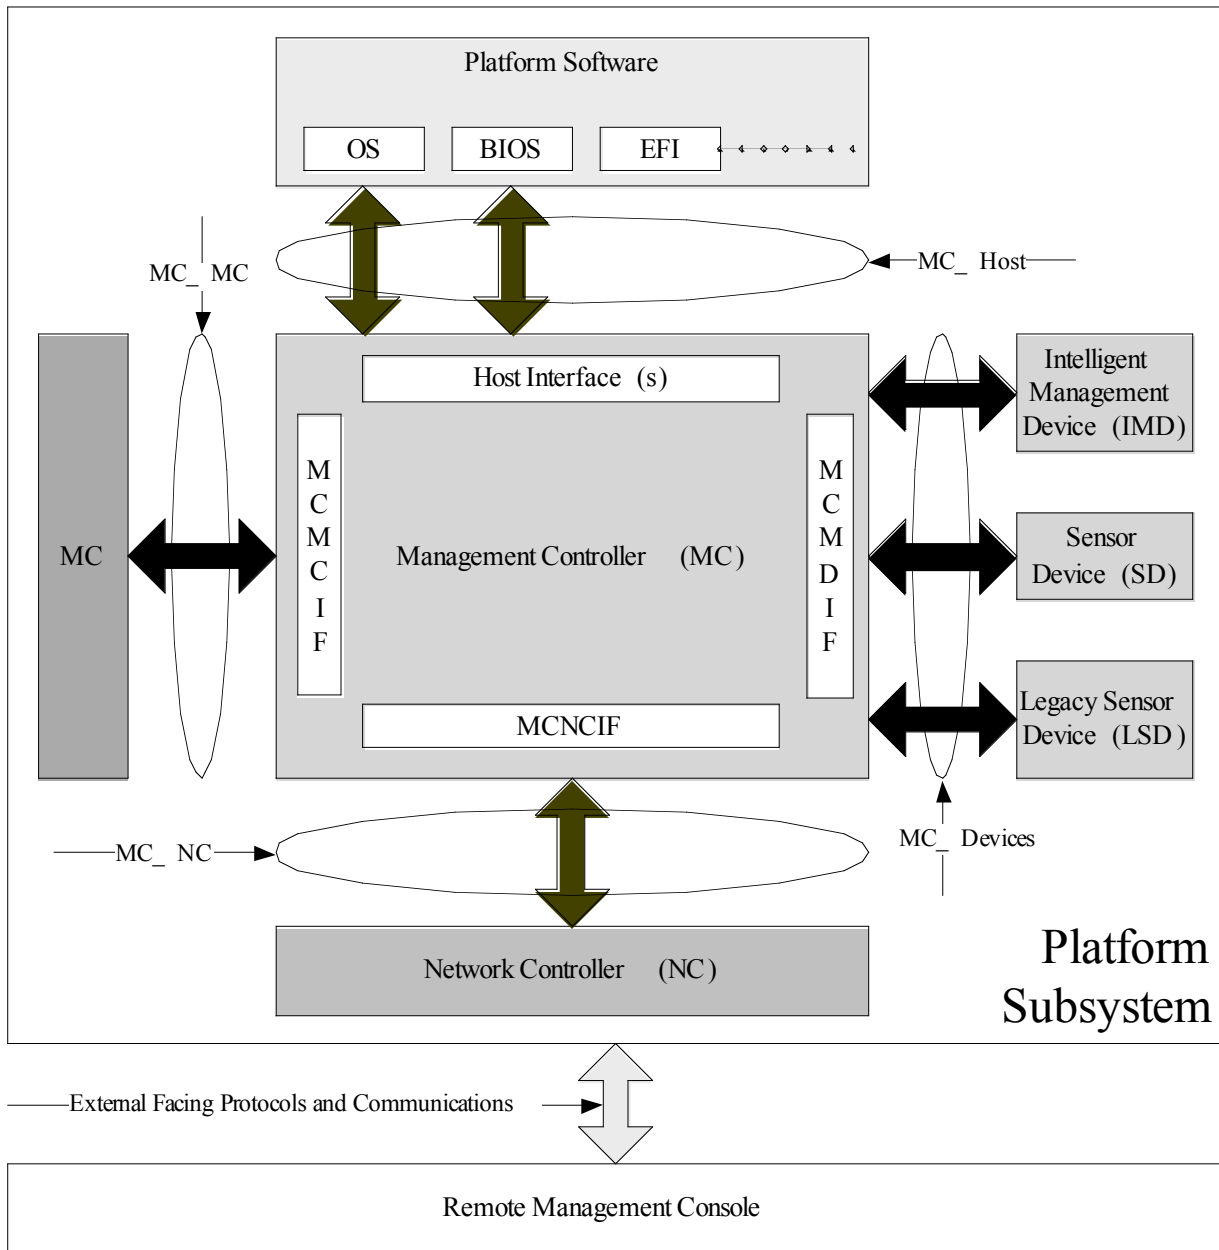 Platform Software
OS
BIOS
EFI
MC_ MC
MC_ Host
Host Interface (s)
Intelligent
Management
Device (IMD)
M
C
M
C
I
F
M
C
M
D
I
F
MC
Management Controller (MC)
Sensor
Device (SD)
Legacy Sensor
Device (LSD)
MCNCIF
MC_ NC
MC_ Devices
Network Controller (NC)
Platform
Subsystem
External Facing Protocols and Communications
Remote Management Console